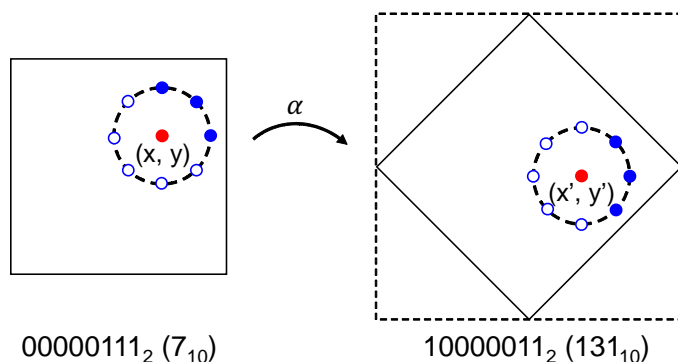 α
(x, y)
(x', y')
00000111₂ (7₁₀)
10000011₂ (131₁₀)